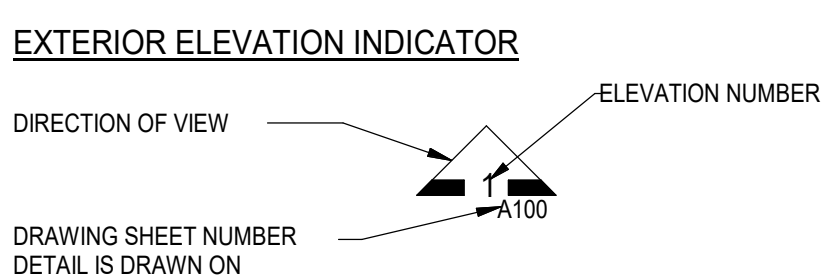 EXTERIOR ELEVATION INDICATOR
ELEVATION NUMBER
DIRECTION OF VIEW
1
A100
DRAWING SHEET NUMBER
DETAIL IS DRAWN ON